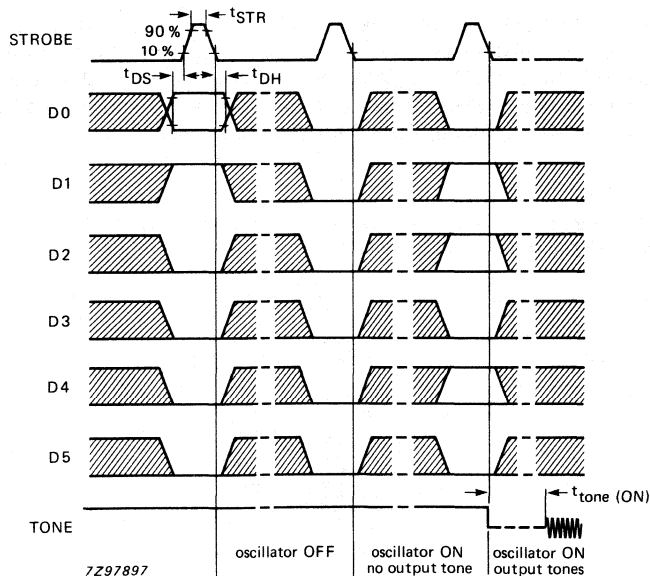 STROBE
90 %
10 %
tSTR
tDS
tDH
D0
D1
D2
D3
D4
D5
TONE
ttone (ON)
oscillator OFF
oscillator ON
no output tone
oscillator ON
output tones
7Z97897